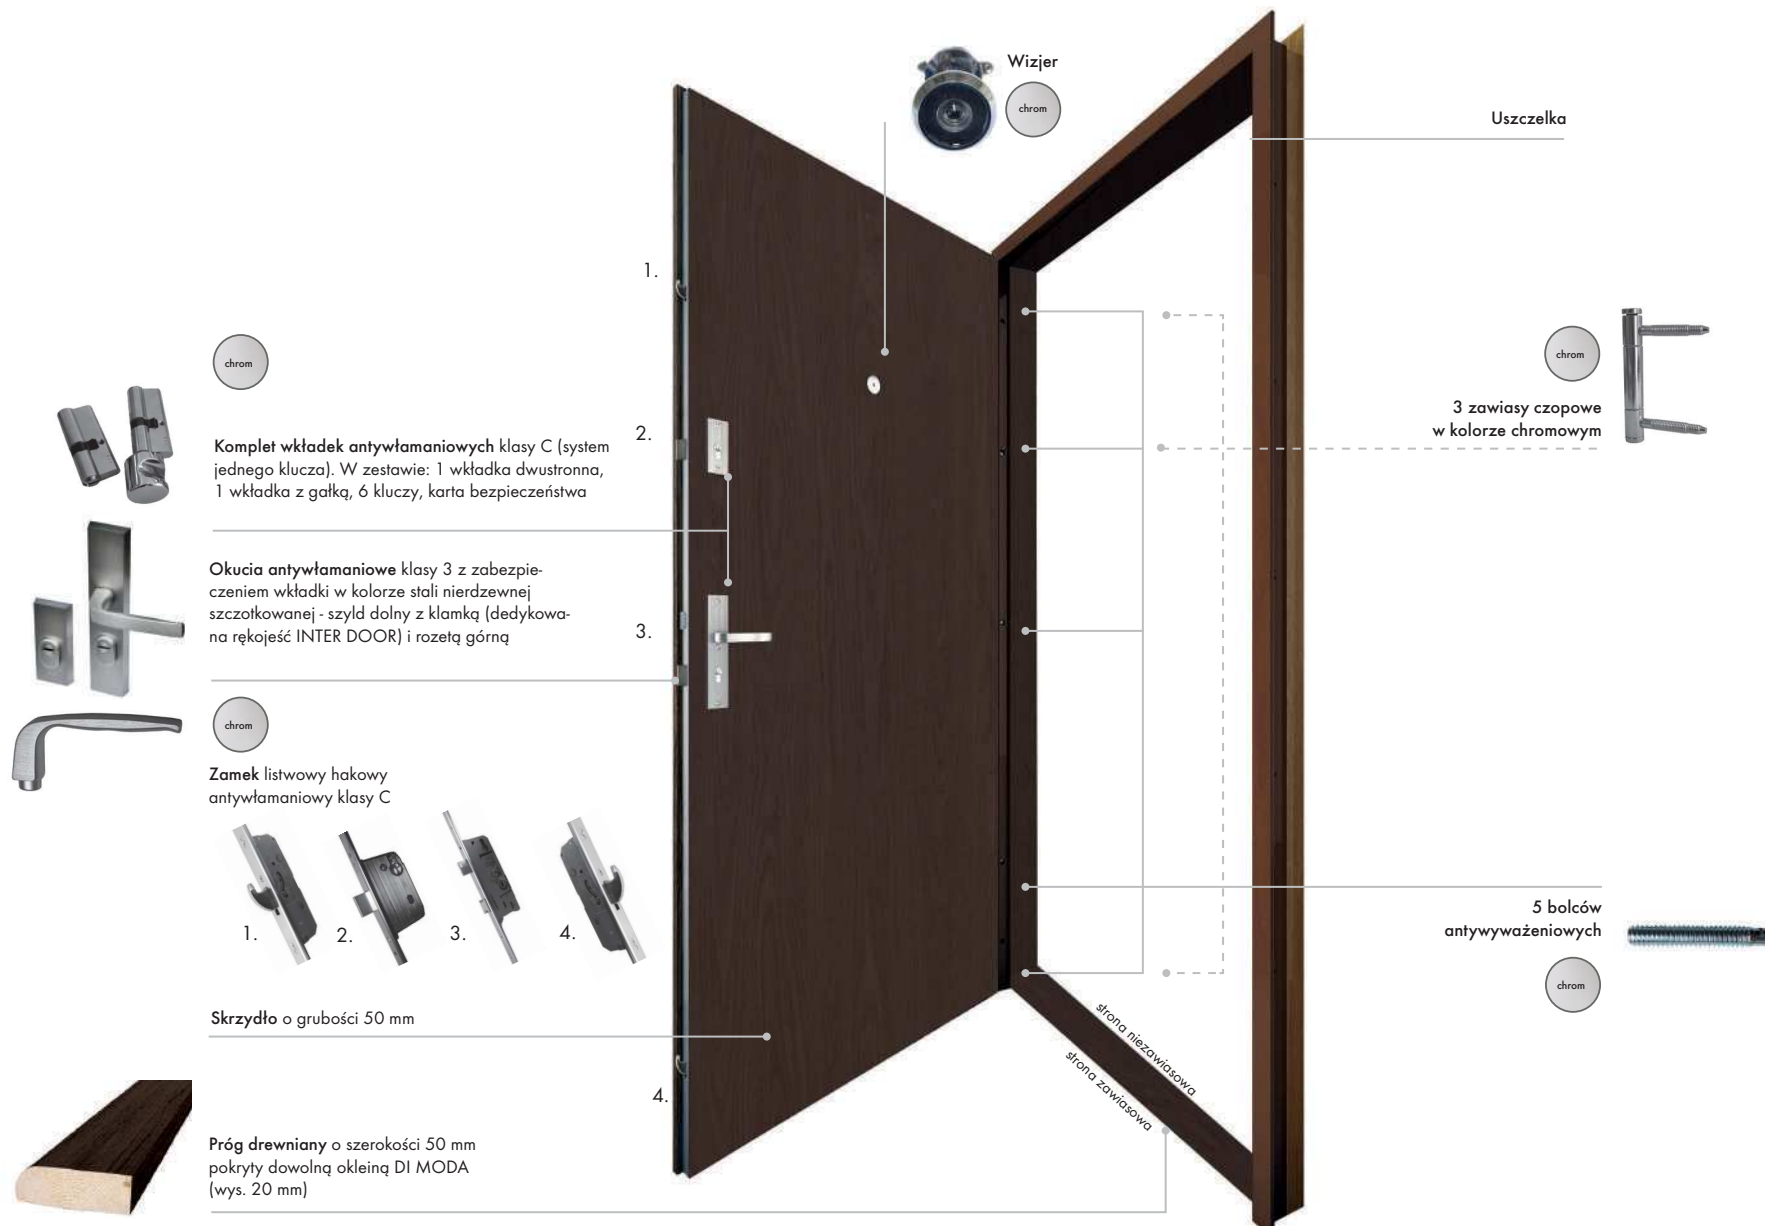 Wizjer
chrom
Uszczelka
1.
chrom
Komplet wkładek antywłamaniowych klasy C (system
jednego klucza). W zestawie: 1 wkładka dwustronna,
1 wkładka z gałką, 6 kluczy, karta bezpieczeństwa
2.
chrom
3 zawiasy czopowe
w kolorze chromowym
Okucia antywłamaniowe klasy 3 z zabezpie-
czeniem wkładki w kolorze stali nierdzewnej
szczotkowanej - szyld dolny z klamką (dedykowa-
na rękojeść INTER DOOR) i rozetą górną
3.
chrom
Zamek listwowy hakowy
antywłamaniowy klasy C
1.
2.
3.
4.
5 bolców
antywyważeniowych
chrom
Skrzydło o grubości 50 mm
strona niezawiasowa
strona zawiasowa
4.
Próg drewniany o szerokości 50 mm
pokryty dowolną okleiną DI MODA
(wys. 20 mm)